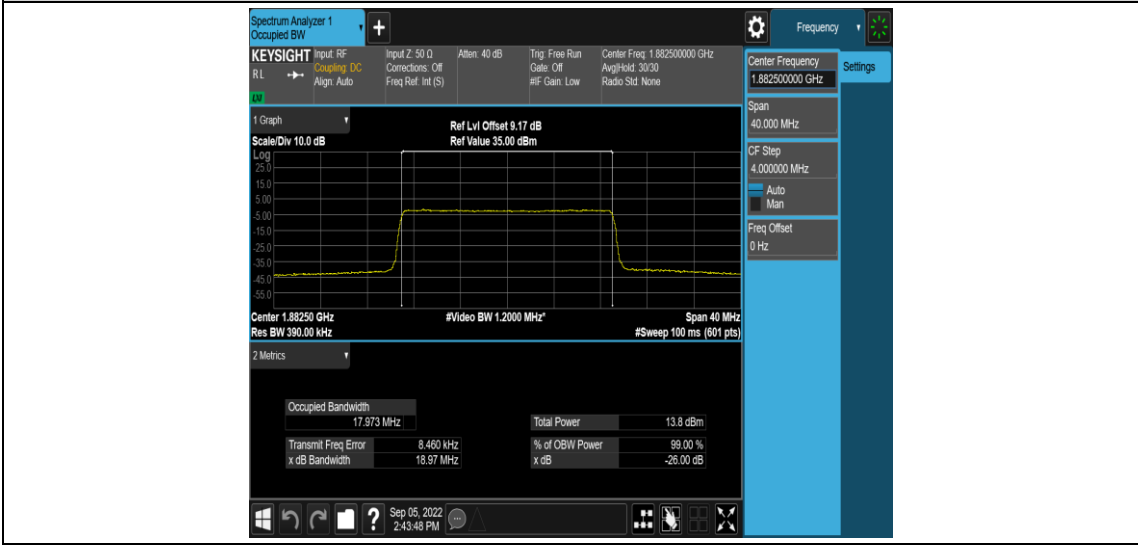 Spectrum Analyzer 1
Occupied BW
+
Frequency
KEYSIGHT
Input: RF
Coupling: DC
Align: Auto
Input Z: 50 Ω
Corrections: Off
Freq Ref: Int (S)
Atten: 40 dB
Trig: Free Run
Gate: Off
#IF Gain: Low
Center Freq: 1.882500000 GHz
Avg|Hold: 30/30
Radio Std: None
RL
LM
Center Frequency
1.882500000 GHz
Settings
Span
40.000 MHz
CF Step
4.000000 MHz
Auto
Man
Freq Offset
0 Hz
1 Graph
Scale/Div 10.0 dB
Ref Lvl Offset 9.17 dB
Ref Value 35.00 dBm
Log
25.0
15.0
5.00
-5.00
-15.0
-25.0
-35.0
-45.0
-55.0
Center 1.88250 GHz
#Video BW 1.2000 MHz*
Span 40 MHz
Res BW 390.00 kHz
#Sweep 100 ms (601 pts)
2 Metrics
Occupied Bandwidth
17.973 MHz
Total Power 13.8 dBm
Transmit Freq Error 8.460 kHz
% of OBW Power 99.00 %
x dB Bandwidth 18.97 MHz
x dB -26.00 dB
?
Sep 05, 2022
2:43:48 PM